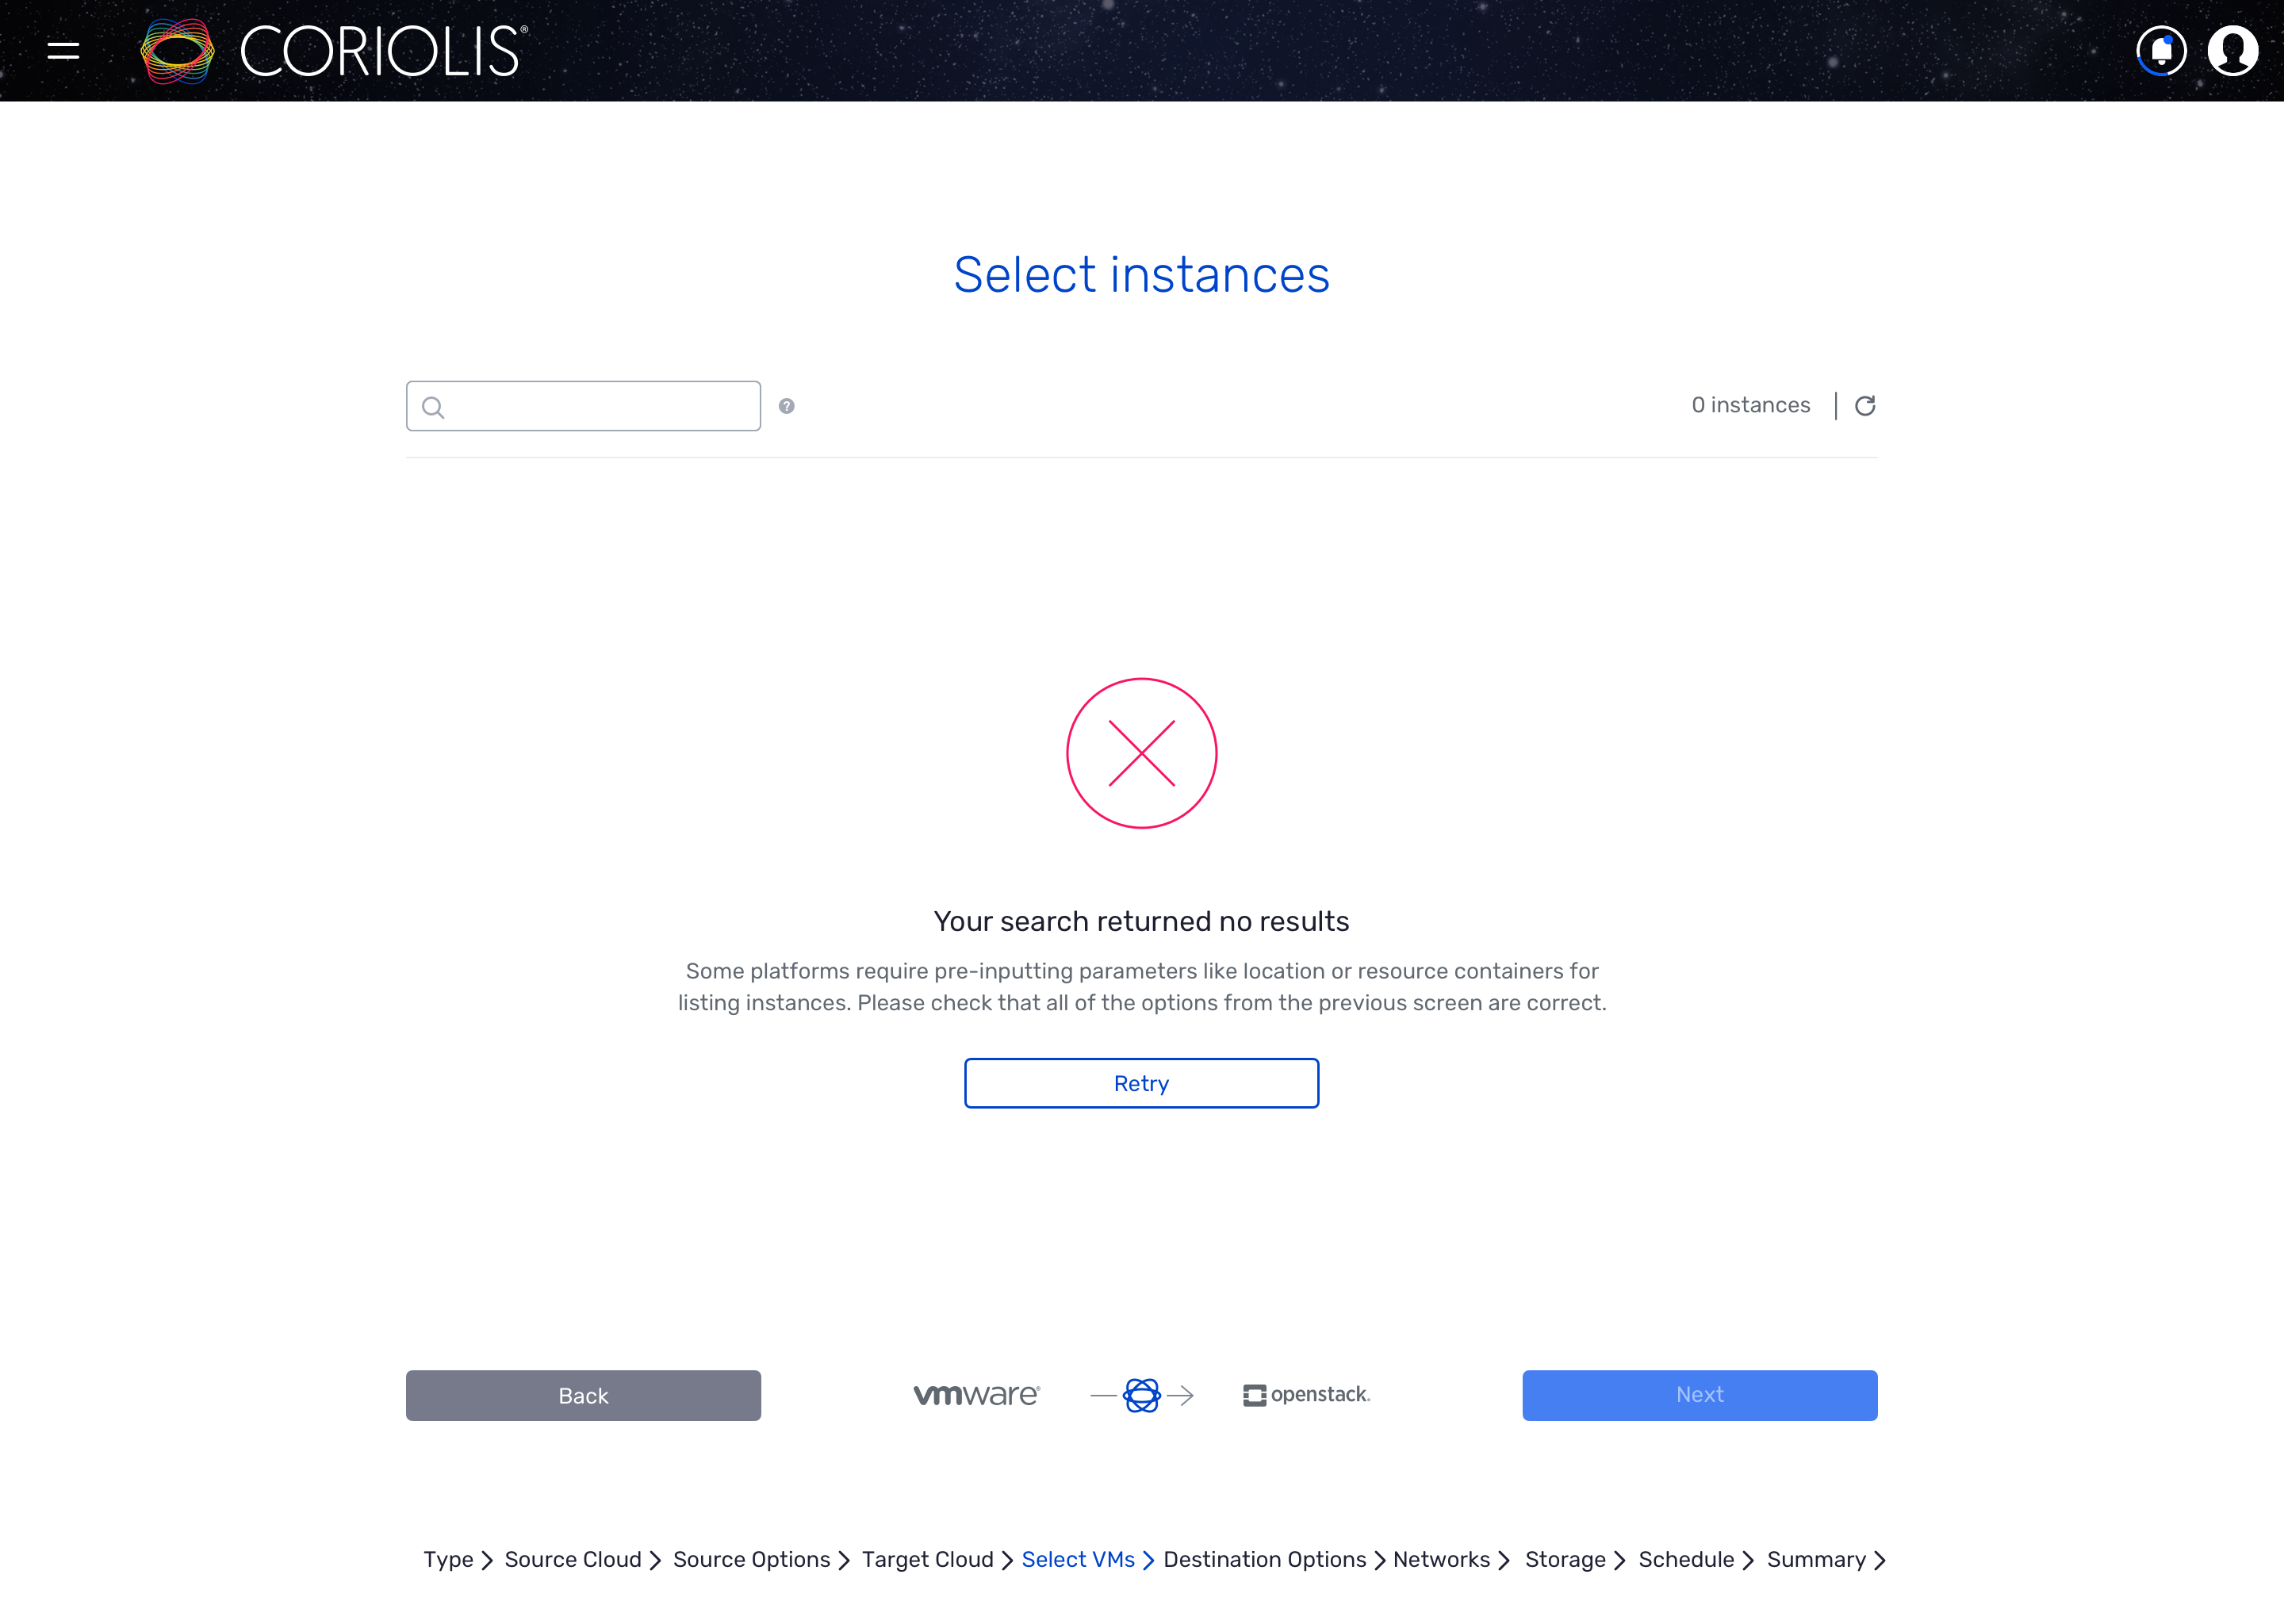 CORIOLIS®
Select instances
?
0 instances
Your search returned no results
Some platforms require pre-inputting parameters like location or resource containers for
listing instances. Please check that all of the options from the previous screen are correct.
Retry
Back
vmware®
openstack.
Next
Type
Source Cloud
Source Options
Target Cloud
Select VMs
Destination Options
Networks
Storage
Schedule
Summary